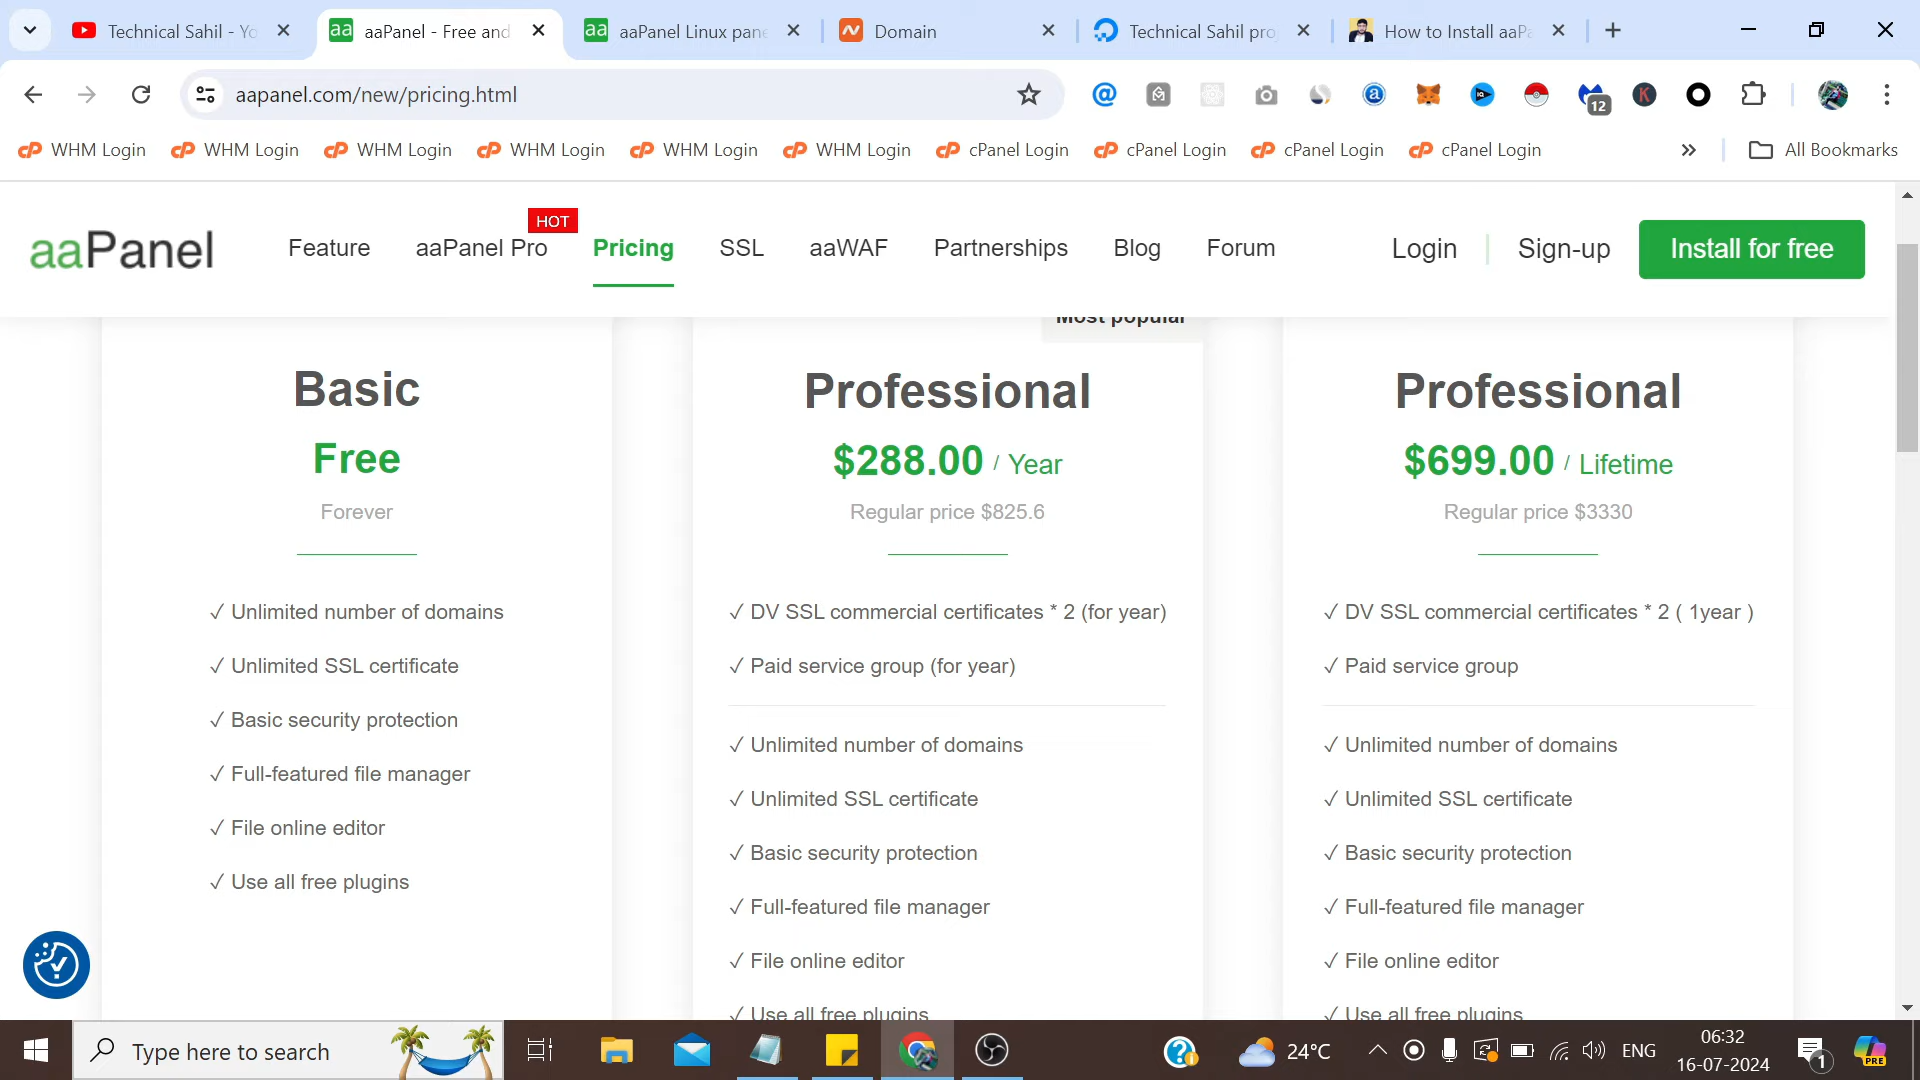 Technical Sahil - Yo
aaPanel - Free and
aaPanel Linux pane
Domain
Technical Sahil pro
How to Install aaPa
aapanel.com/new/pricing.html
12
WHM Login
WHM Login
WHM Login
WHM Login
WHM Login
WHM Login
cPanel Login
cPanel Login
cPanel Login
cPanel Login
All Bookmarks
aaPanel
Feature
aaPanel Pro
HOT
Pricing
SSL
aaWAF
Partnerships
Blog
Forum
Login
Sign-up
Install for free
Basic
Free
Forever
✓ Unlimited number of domains
✓ Unlimited SSL certificate
✓ Basic security protection
✓ Full-featured file manager
✓ File online editor
✓ Use all free plugins
Most popular
Professional
$288.00 / Year
Regular price $825.6
✓ DV SSL commercial certificates * 2 (for year)
✓ Paid service group (for year)
✓ Unlimited number of domains
✓ Unlimited SSL certificate
✓ Basic security protection
✓ Full-featured file manager
✓ File online editor
✓ Use all free plugins
Professional
$699.00 / Lifetime
Regular price $3330
✓ DV SSL commercial certificates * 2 ( 1year )
✓ Paid service group
✓ Unlimited number of domains
✓ Unlimited SSL certificate
✓ Basic security protection
✓ Full-featured file manager
✓ File online editor
✓ Use all free plugins
Type here to search
24°C
ENG
06:32
16-07-2024
1
PRE